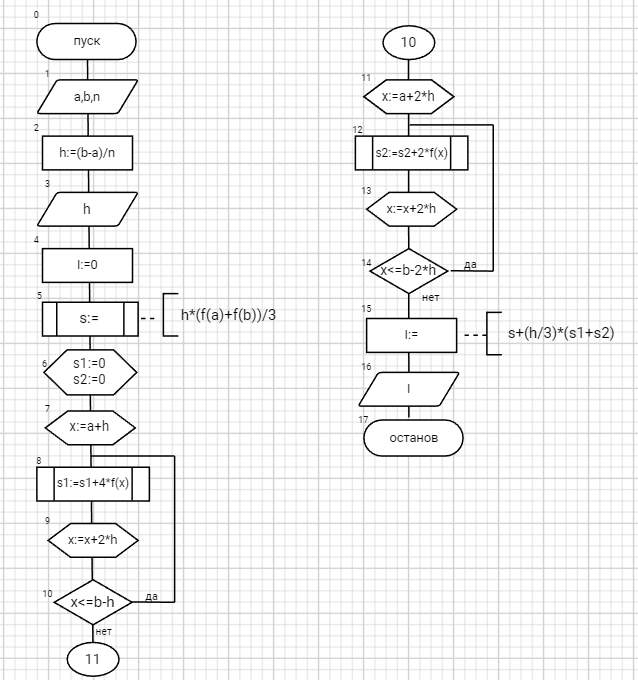 0
пуск
1
a,b,n
2
h:=(b-a)/n
3
h
4
I:=0
5
s:=
h*(f(a)+f(b))/3
6
s1:=0
s2:=0
7
x:=a+h
8
s1:=s1+4*f(x)
9
x:=x+2*h
10
x<=b-h
да
нет
11
10
11
x:=a+2*h
12
s2:=s2+2*f(x)
13
x:=x+2*h
14
x<=b-2*h
да
нет
15
I:=
s+(h/3)*(s1+s2)
16
I
17
останов